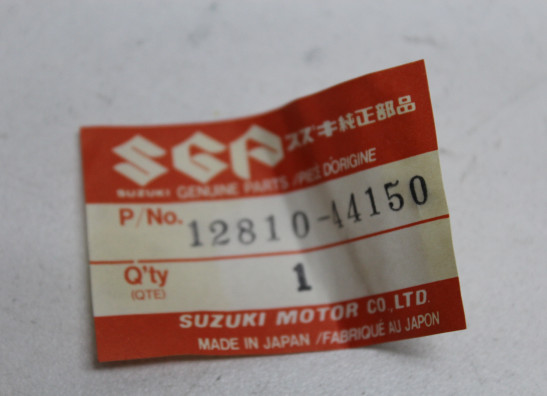 SGP スズキ純正部品
SUZUKI GENUINE PARTS/PIECE D'ORIGINE
P/No. 12810-44150
Q'ty 1
(QTE)
SUZUKI MOTOR CO.,LTD.
MADE IN JAPAN /FABRIQUÉ AU JAPON